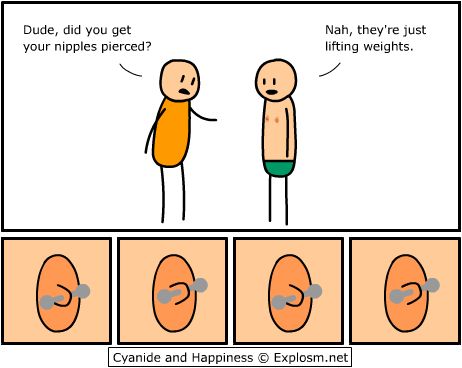 Dude, did you get
your nipples pierced?
Nah, they're just
lifting weights.
Cyanide and Happiness © Explosm.net